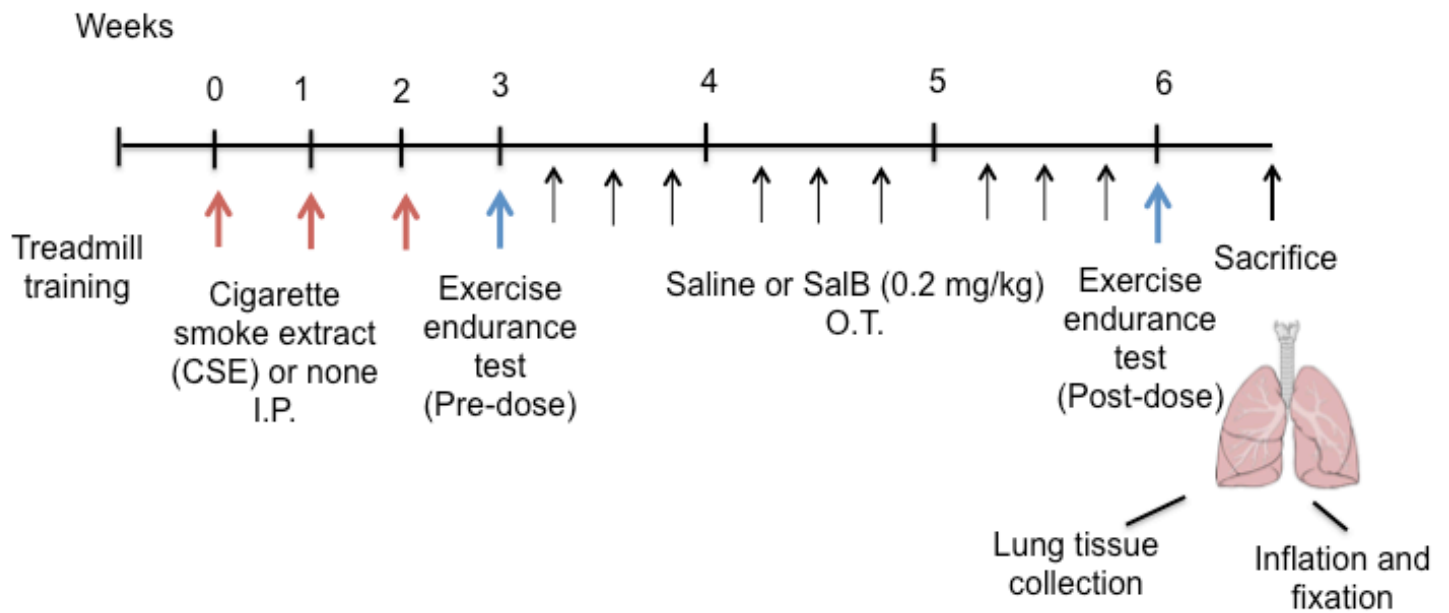 Weeks
0
1
2
3
4
5
6
Treadmill
training
Cigarette
smoke extract
(CSE) or none
I.P.
Exercise
endurance
test
(Pre-dose)
Saline or SalB (0.2 mg/kg)
O.T.
Exercise
endurance
test
(Post-dose)
Sacrifice
Lung tissue
collection
Inflation and
fixation